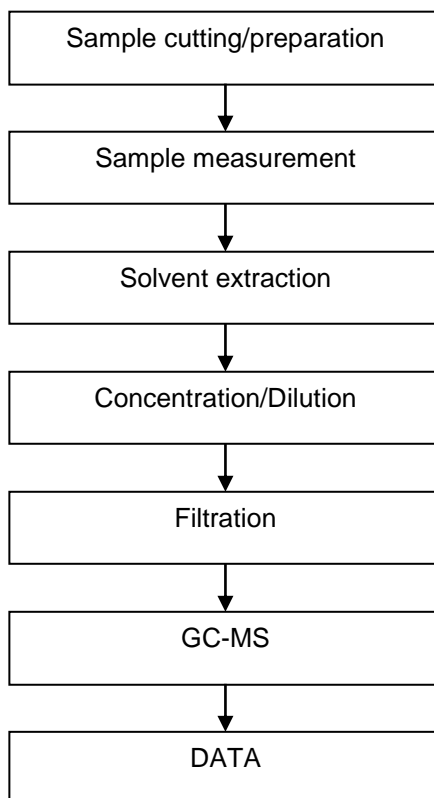 Sample cutting/preparation
Sample measurement
Solvent extraction
Concentration/Dilution
Filtration
GC-MS
DATA